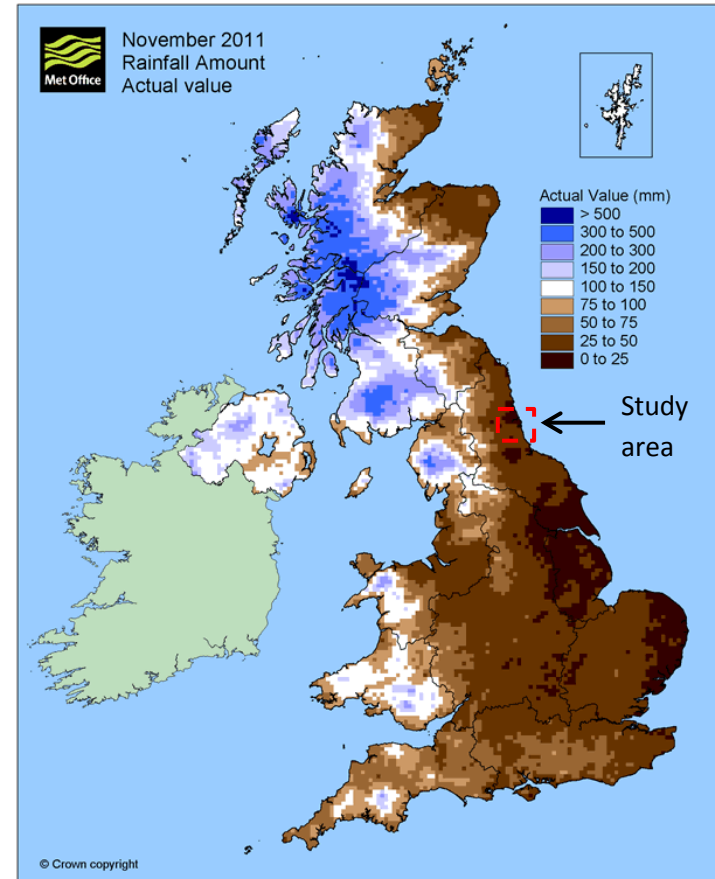 Met Office
November 2011
Rainfall Amount
Actual value
Actual Value (mm)
> 500
300 to 500
200 to 300
150 to 200
100 to 150
75 to 100
50 to 75
25 to 50
0 to 25
Study
area
© Crown copyright